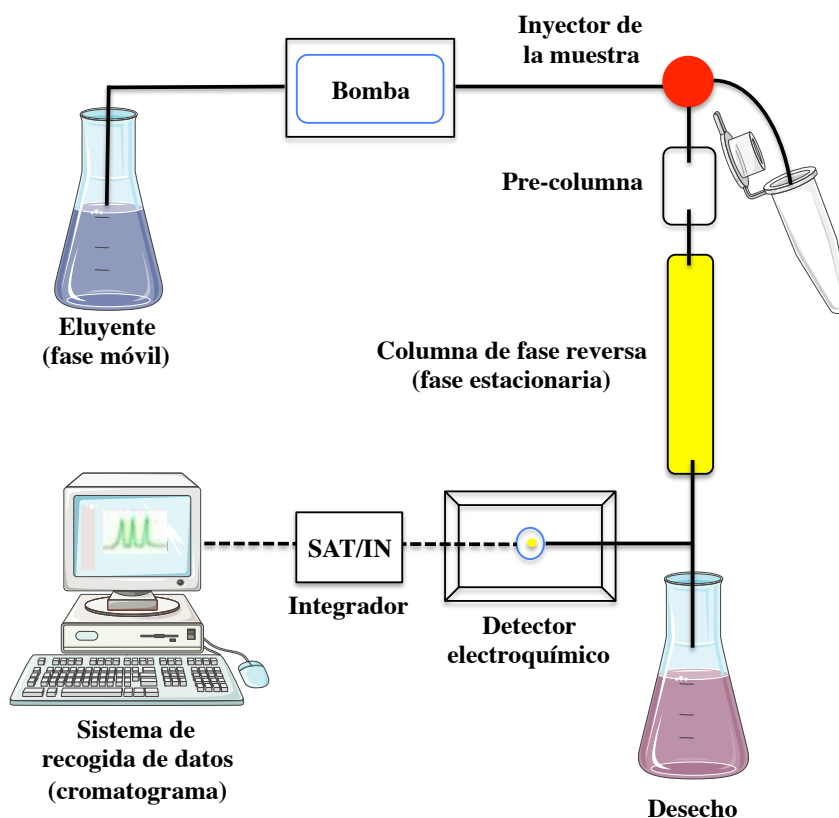 Inyector de
la muestra
Bomba
Pre-columna
Eluyente
(fase móvil)
Columna de fase reversa
(fase estacionaria)
SAT/IN
Integrador
Detector
electroquímico
Sistema de
recogida de datos
(cromatograma)
Desecho